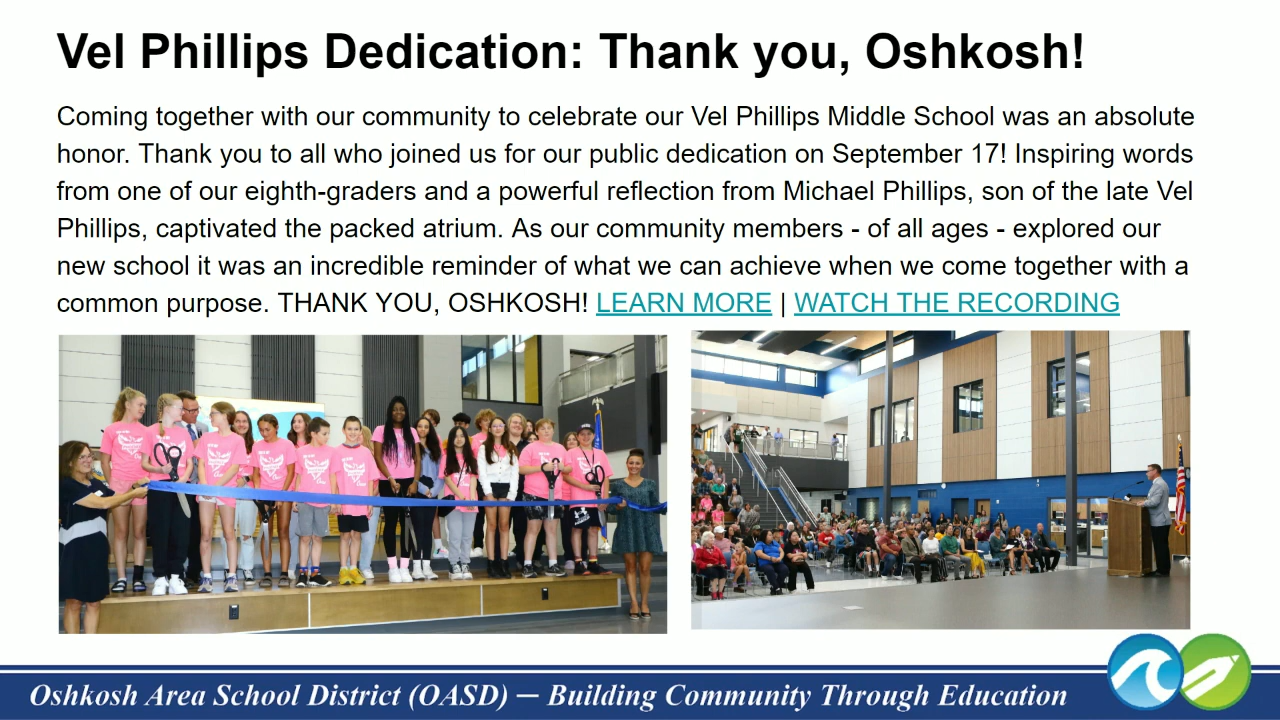 Vel Phillips Dedication: Thank you, Oshkosh!
Coming together with our community to celebrate our Vel Phillips Middle School was an absolute
honor. Thank you to all who joined us for our public dedication on September 17! Inspiring words
from one of our eighth-graders and a powerful reflection from Michael Phillips, son of the late Vel
Phillips, captivated the packed atrium. As our community members - of all ages - explored our
new school it was an incredible reminder of what we can achieve when we come together with a
common purpose. THANK YOU, OSHKOSH! LEARN MORE | WATCH THE RECORDING
Oshkosh Area School District (OASD) — Building Community Through Education